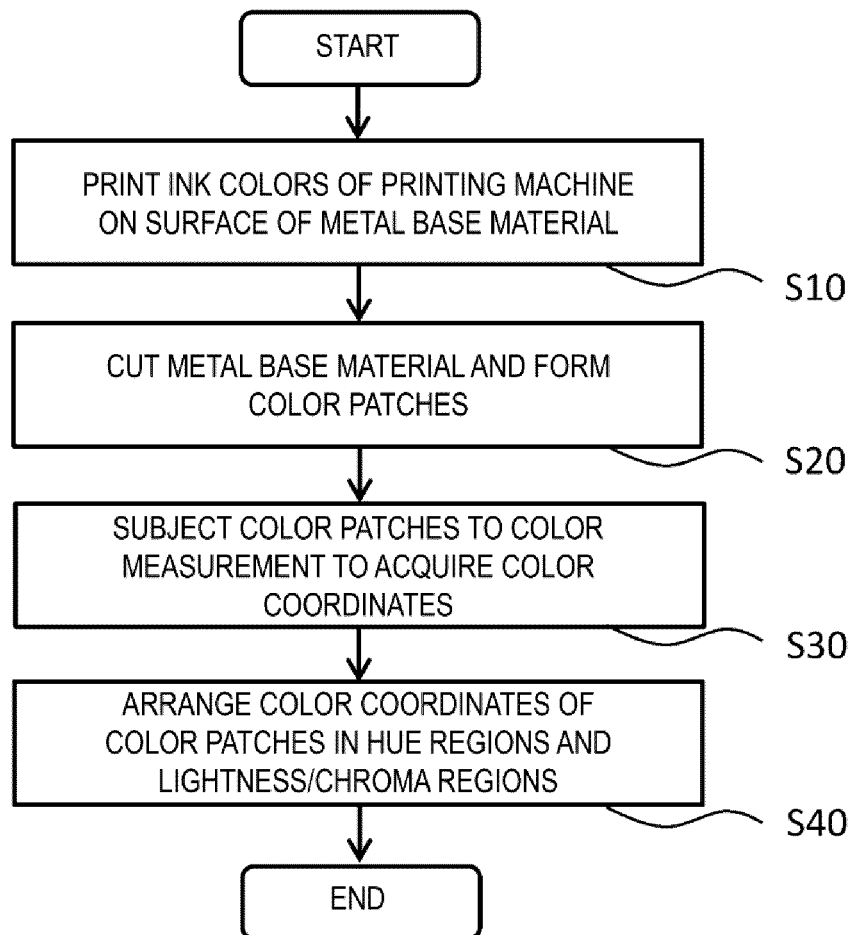 START
PRINT INK COLORS OF PRINTING MACHINE
ON SURFACE OF METAL BASE MATERIAL
S10
CUT METAL BASE MATERIAL AND FORM
COLOR PATCHES
S20
SUBJECT COLOR PATCHES TO COLOR
MEASUREMENT TO ACQUIRE COLOR
COORDINATES
S30
ARRANGE COLOR COORDINATES OF
COLOR PATCHES IN HUE REGIONS AND
LIGHTNESS/CHROMA REGIONS
S40
END